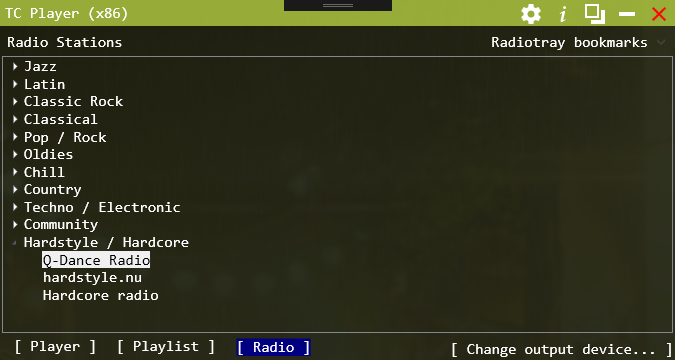 TC Player (x86)
Radio Stations
Radiotray bookmarks
Jazz
Latin
Classic Rock
Classical
Pop / Rock
Oldies
Chill
Country
Techno / Electronic
Community
Hardstyle / Hardcore
Q-Dance Radio
hardstyle.nu
Hardcore radio
[ Player ] [ Playlist ] [ Radio ] [ Change output device... ]